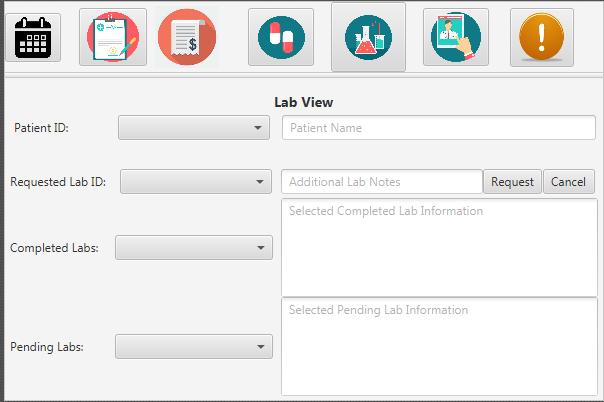 $
Lab View
Patient ID:
Patient Name
Requested Lab ID:
Additional Lab Notes
Request
Cancel
Selected Completed Lab Information
Completed Labs:
Selected Pending Lab Information
Pending Labs: